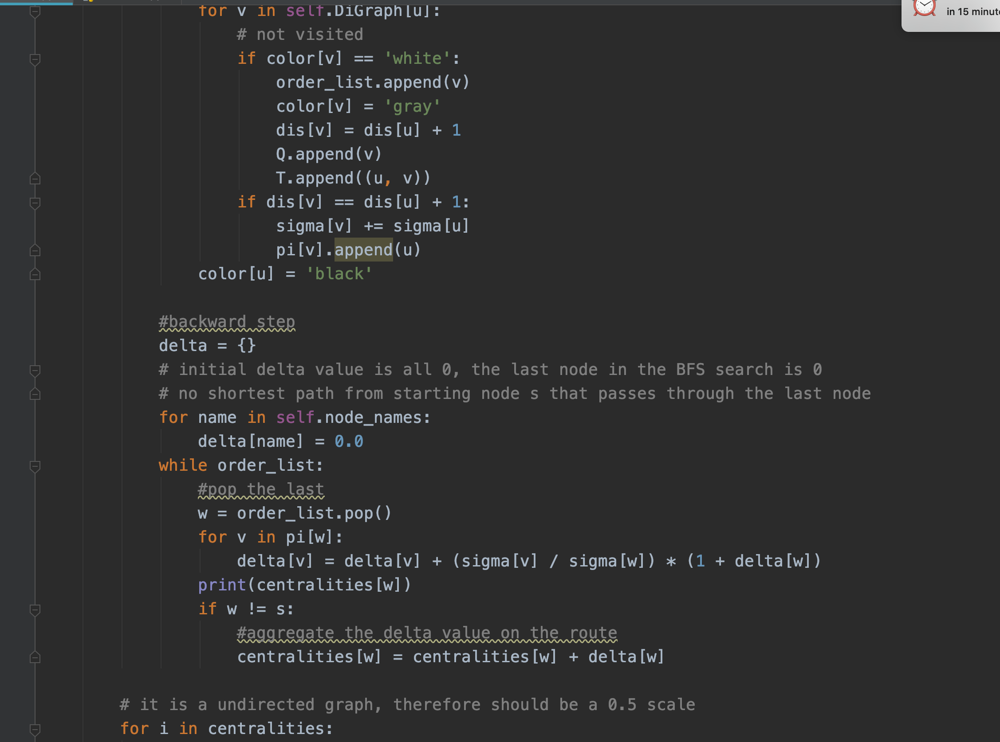 for v in self.DiGraph[u]:
in 15 minut
# not visited
if color[v] == 'white':
order_list.append(v)
color[v] = 'gray'
dis[v] = dis[u] + 1
Q.append(v)
T.append((u, v))
if dis[v] == dis[u] + 1:
sigma[v] += sigma[u]
pi[v].append(u)
color[u] = 'black'
#backward step
delta = {}
# initial delta value is all 0, the last node in the BFS search is 0
# no shortest path from starting node s that passes through the last node
for name in self.node_names:
delta[name] = 0.0
while order_list:
#pop the last
w = order_list.pop()
for v in pi[w]:
delta[v] = delta[v] + (sigma[v] / sigma[w]) * (1 + delta[w])
print(centralities[w])
if w != s:
#aggregate the delta value on the route
centralities[w] = centralities[w] + delta[w]
# it is a undirected graph, therefore should be a 0.5 scale
for i in centralities: